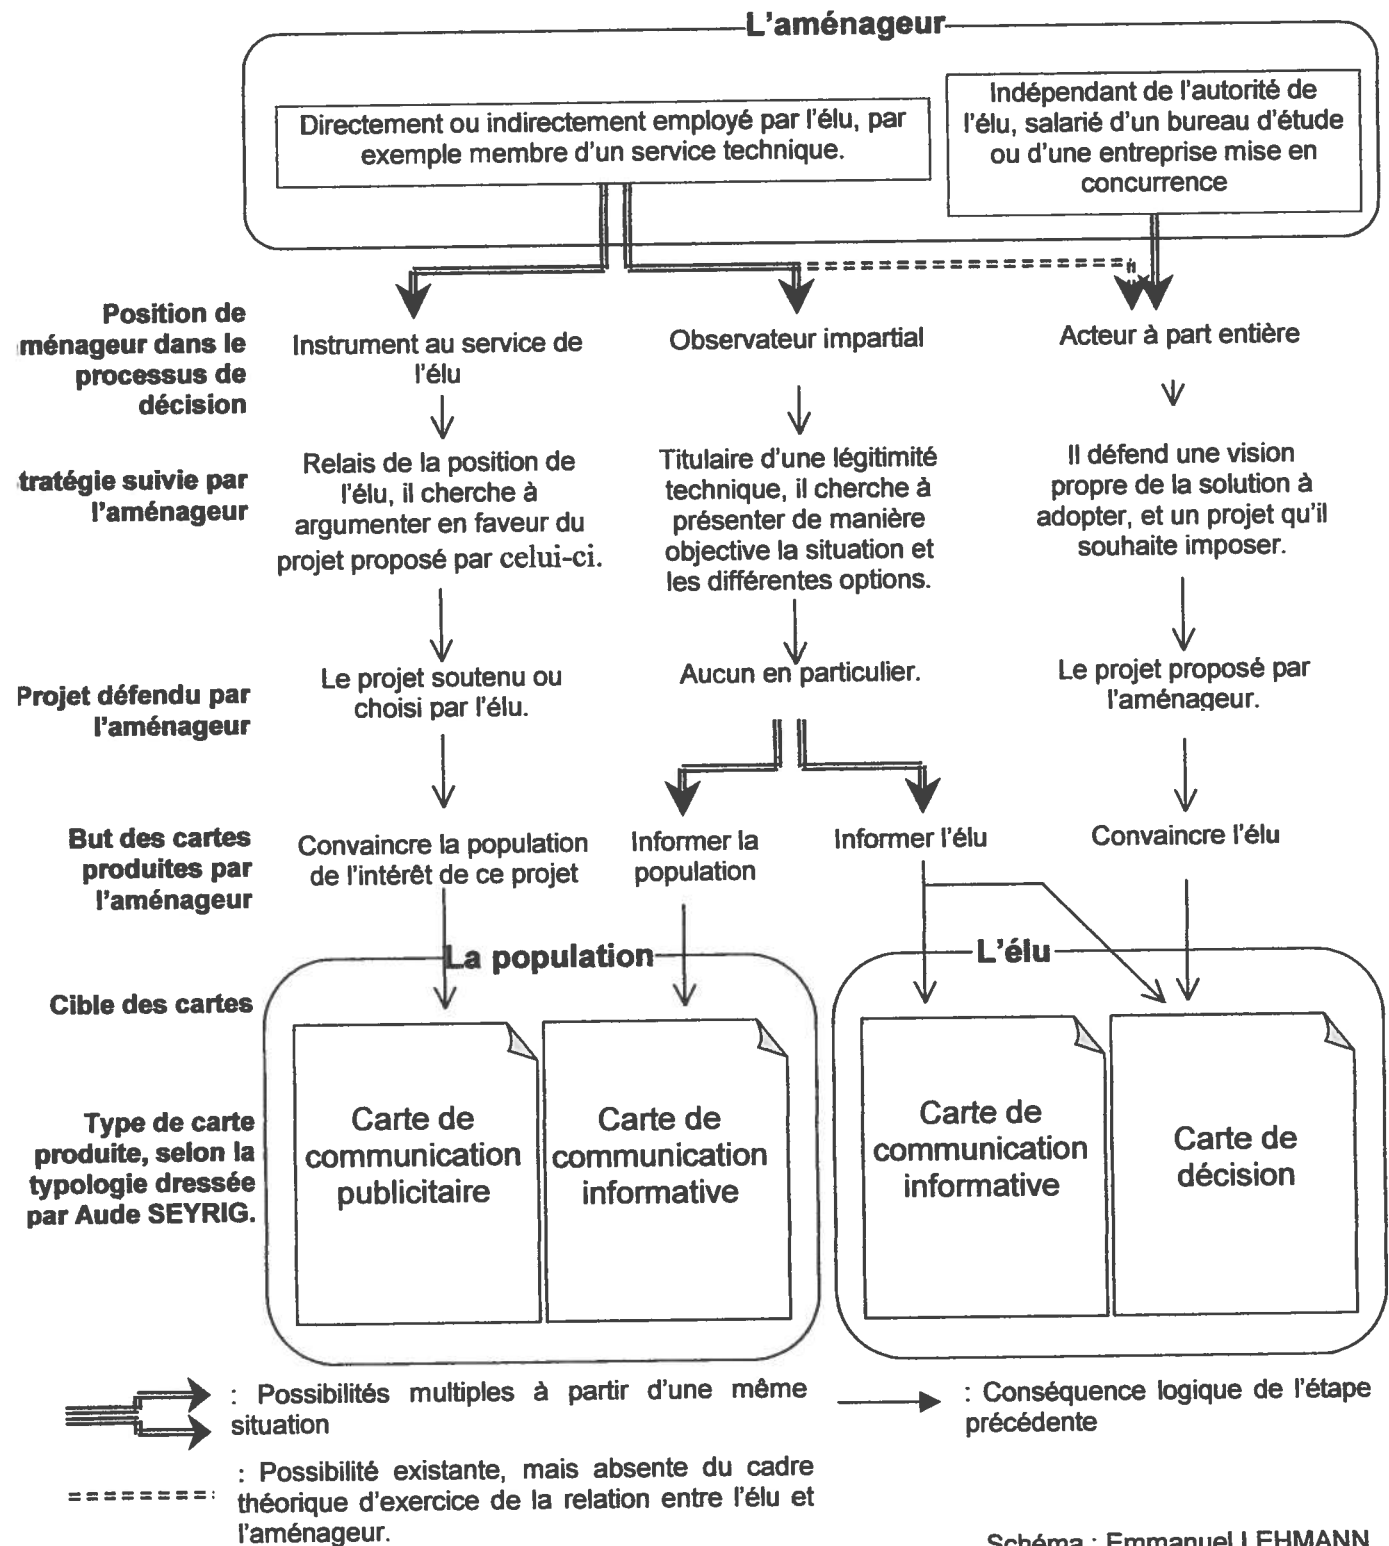 L'aménageur
Directement ou indirectement employé par l'élu, par
exemple membre d'un service technique.
Indépendant de l'autorité de
l'élu, salarié d'un bureau d'étude
ou d'une entreprise mise en
concurrence
Position de
ménageur dans le
processus de
décision
Instrument au service de
l'élu
Observateur impartial
Acteur à part entière
tratégie suivie par
l'aménageur
Relais de la position de
l'élu, il cherche à
argumenter en faveur du
projet proposé par celui-ci.
Titulaire d'une légitimité
technique, il cherche à
présenter de manière
objective la situation et
les différentes options.
Il défend une vision
propre de la solution à
adopter, et un projet qu'il
souhaite imposer.
Projet défendu par
l'aménageur
Le projet soutenu ou
choisi par l'élu.
Aucun en particulier.
Le projet proposé par
l'aménageur.
But des cartes
produites par
l'aménageur
Convaincre la population
de l'intérêt de ce projet
Informer la
population
Informer l'élu
Convaincre l'élu
La population
L'élu
Cible des cartes
Type de carte
produite, selon la
typologie dressée
par Aude SEYRIG.
Carte de
communication
publicitaire
Carte de
communication
informative
Carte de
communication
informative
Carte de
décision
: Possibilités multiples à partir d'une même
situation
: Conséquence logique de l'étape
précédente
: Possibilité existante, mais absente du cadre
théorique d'exercice de la relation entre l'élu et
l'aménageur.
Schéma : Emmanuel LEHMANN